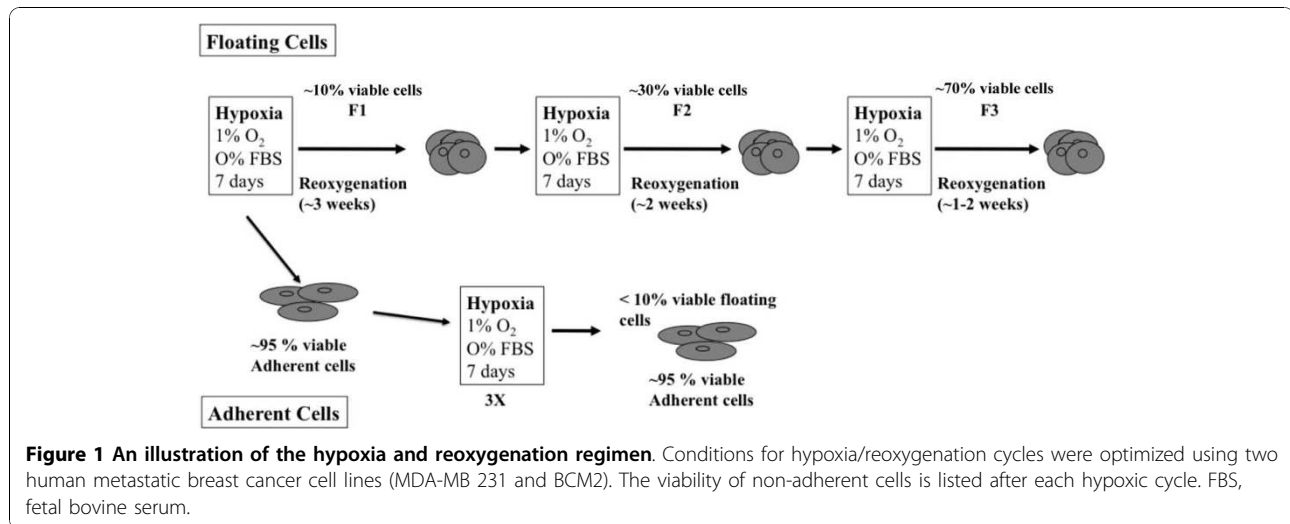 Floating Cells
Hypoxia
1% O₂
O% FBS
7 days
~10% viable cells
F1
Reoxygenation
(~3 weeks)
Hypoxia
1% O₂
O% FBS
7 days
~30% viable cells
F2
Reoxygenation
(~2 weeks)
Hypoxia
1% O₂
O% FBS
7 days
~70% viable cells
F3
Reoxygenation
(~1-2 weeks)
~95 % viable
Adherent cells
Hypoxia
1% O₂
O% FBS
7 days
3X
< 10% viable floating
cells
~95 % viable
Adherent cells
Adherent Cells
Figure 1 An illustration of the hypoxia and reoxygenation regimen. Conditions for hypoxia/reoxygenation cycles were optimized using two
human metastatic breast cancer cell lines (MDA-MB 231 and BCM2). The viability of non-adherent cells is listed after each hypoxic cycle. FBS,
fetal bovine serum.